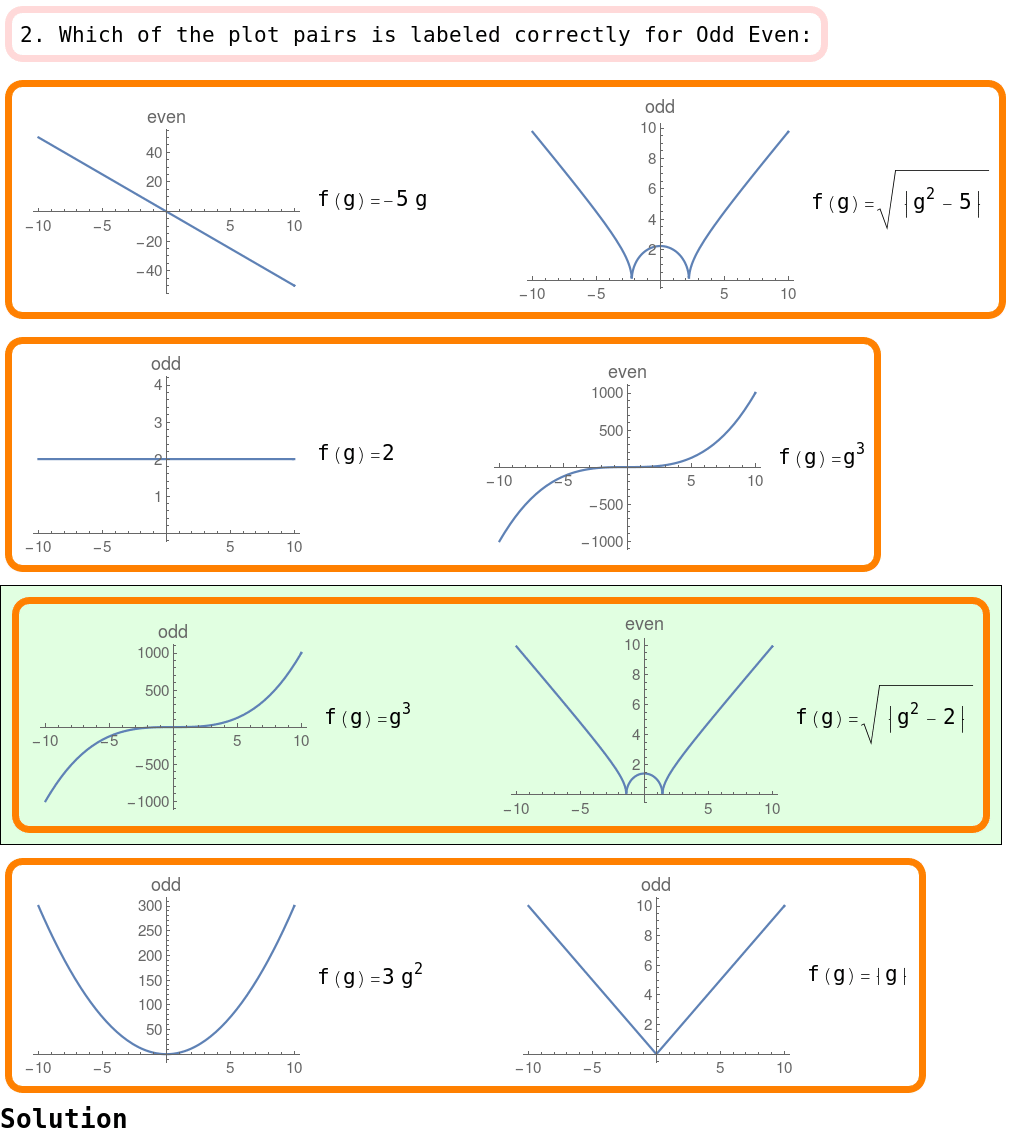 2. Which of the plot pairs is labeled correctly for Odd Even:
even
40
20
−10 −5 5 10
−20
−40
f(g)=−5 g
odd
10
8
6
4
2
−10 −5 5 10
f(g)=√|g² − 5|
odd
4
3
2
1
−10 −5 5 10
f(g)=2
even
1000
500
−10 −5 5 10
−500
−1000
f(g)=g³
odd
1000
500
−10 −5 5 10
−500
−1000
f(g)=g³
even
10
8
6
4
2
−10 −5 5 10
f(g)=√|g² − 2|
odd
300
250
200
150
100
50
−10 −5 5 10
f(g)=3 g²
odd
10
8
6
4
2
−10 −5 5 10
f(g)=|g|
Solution